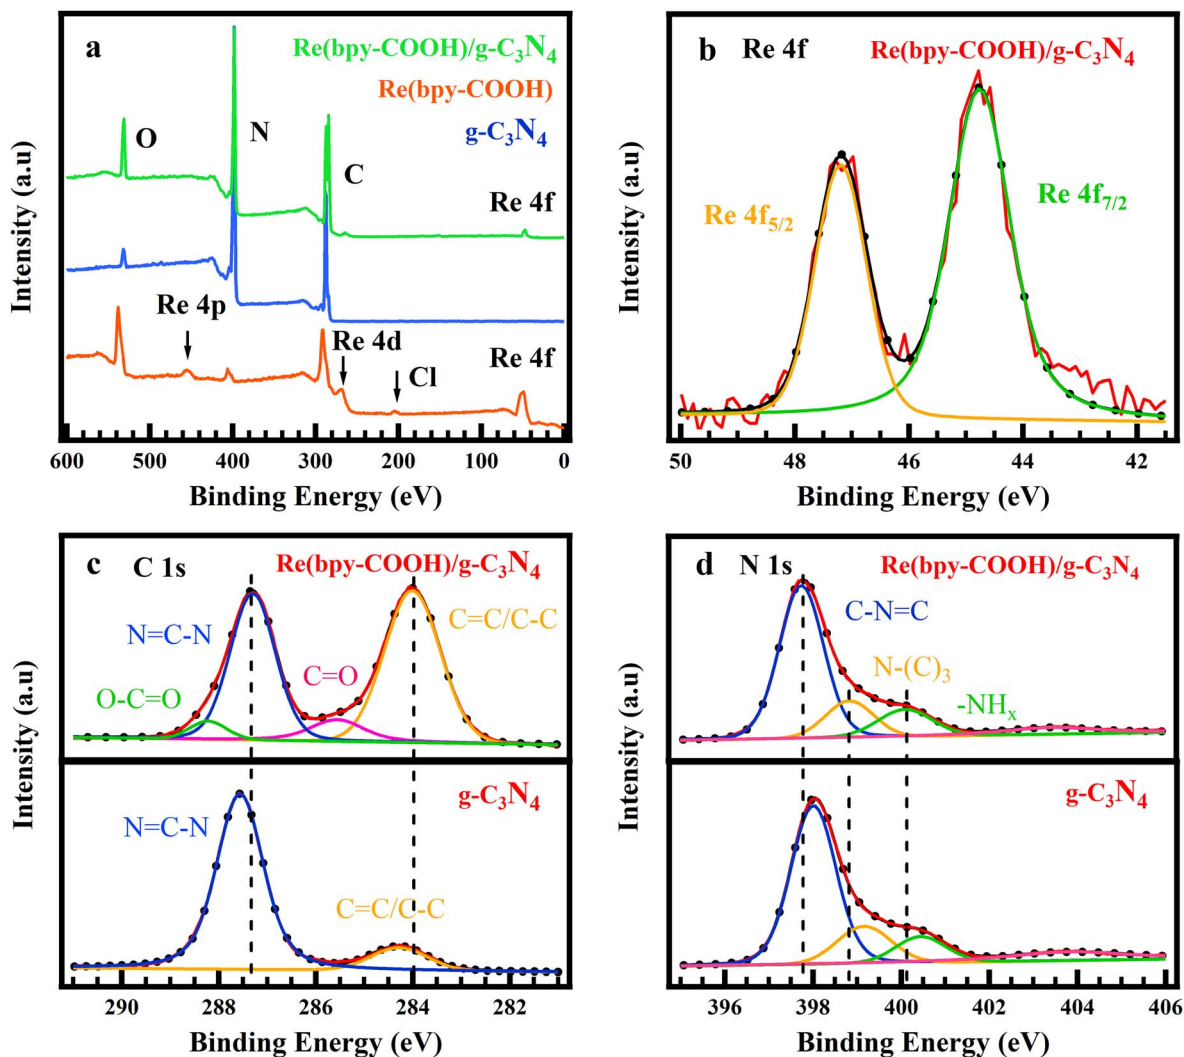 a
Re(bpy-COOH)/g-C₃N₄
Re(bpy-COOH)
g-C₃N₄
O
N
C
Re 4f
Re 4p
Re 4d
Cl
Re 4f
600 500 400 300 200 100 0
Binding Energy (eV)
Intensity (a.u)
b
Re 4f
Re(bpy-COOH)/g-C₃N₄
Re 4f₅/₂
Re 4f₇/₂
50 48 46 44 42
Binding Energy (eV)
Intensity (a.u)
c
C 1s
Re(bpy-COOH)/g-C₃N₄
N=C-N
C=C/C-C
C=O
O-C=O
g-C₃N₄
N=C-N
C=C/C-C
290 288 286 284 282
Binding Energy (eV)
Intensity (a.u)
d
N 1s
Re(bpy-COOH)/g-C₃N₄
C-N=C
N-(C)₃
-NHₓ
g-C₃N₄
396 398 400 402 404 406
Binding Energy (eV)
Intensity (a.u)